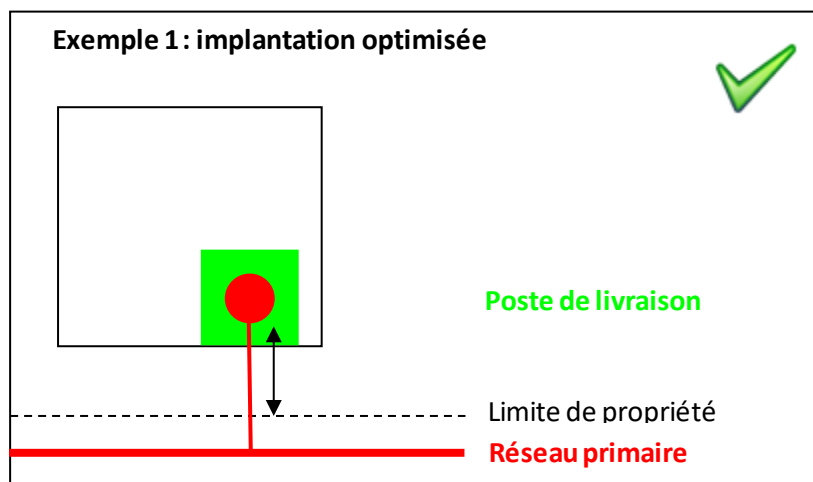 Exemple 1 : implantation optimisée
Poste de livraison
Limite de propriété
Réseau primaire